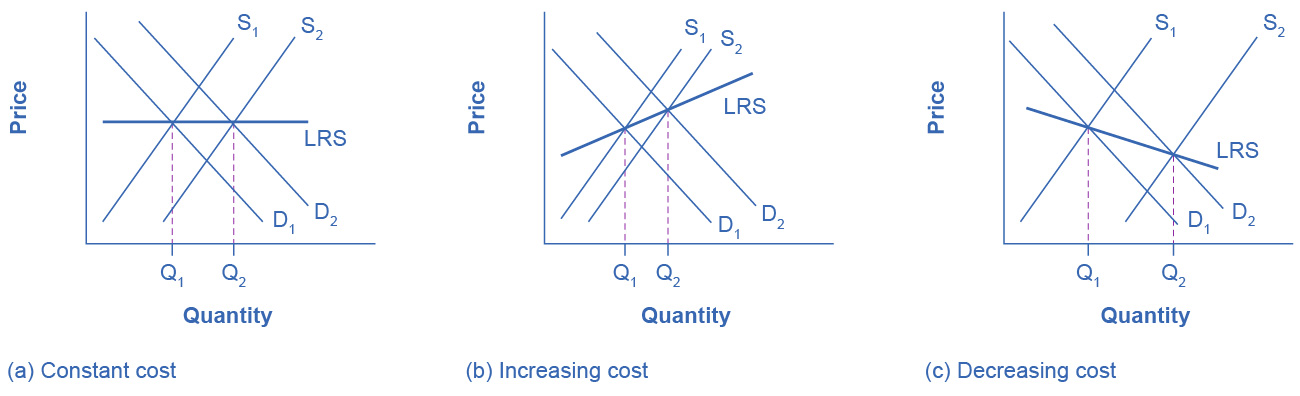 Price
S₁
S₂
LRS
D₁
D₂
Q₁
Q₂
Quantity
(a) Constant cost
Price
S₁
S₂
LRS
D₁
D₂
Q₁
Q₂
Quantity
(b) Increasing cost
Price
S₁
S₂
LRS
D₁
D₂
Q₁
Q₂
Quantity
(c) Decreasing cost